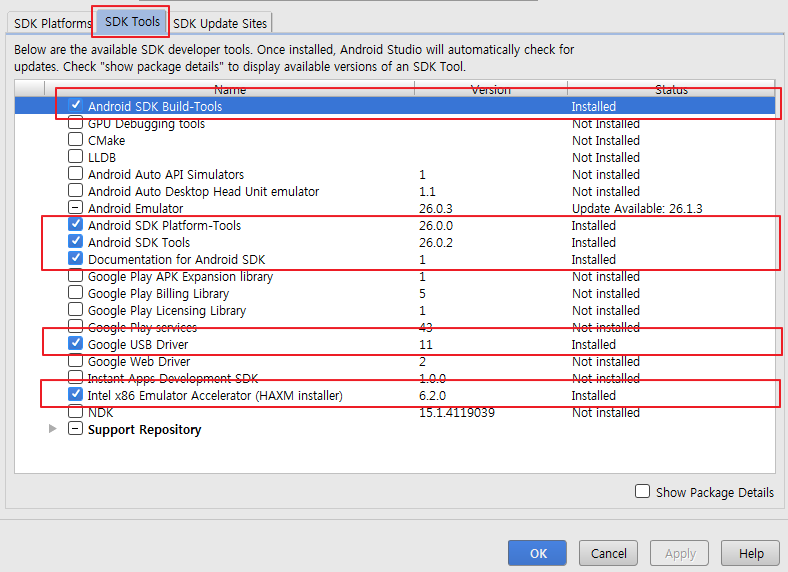 SDK Platforms SDK Tools SDK Update Sites
Below are the available SDK developer tools. Once installed, Android Studio will automatically check for
updates. Check "show package details" to display available versions of an SDK Tool.
Name Version Status
Android SDK Build-Tools Installed
GPU Debugging tools Not Installed
CMake Not Installed
LLDB Not Installed
Android Auto API Simulators 1 Not installed
Android Auto Desktop Head Unit emulator 1.1 Not installed
Android Emulator 26.0.3 Update Available: 26.1.3
Android SDK Platform-Tools 26.0.0 Installed
Android SDK Tools 26.0.2 Installed
Documentation for Android SDK 1 Installed
Google Play APK Expansion library 1 Not installed
Google Play Billing Library 5 Not installed
Google Play Licensing Library 1 Not installed
Google Play services 43 Not installed
Google USB Driver 11 Installed
Google Web Driver 2 Not installed
Instant Apps Development SDK 1.0.0 Not installed
Intel x86 Emulator Accelerator (HAXM installer) 6.2.0 Installed
NDK 15.1.4119039 Not installed
Support Repository
Show Package Details
OK Cancel Apply Help